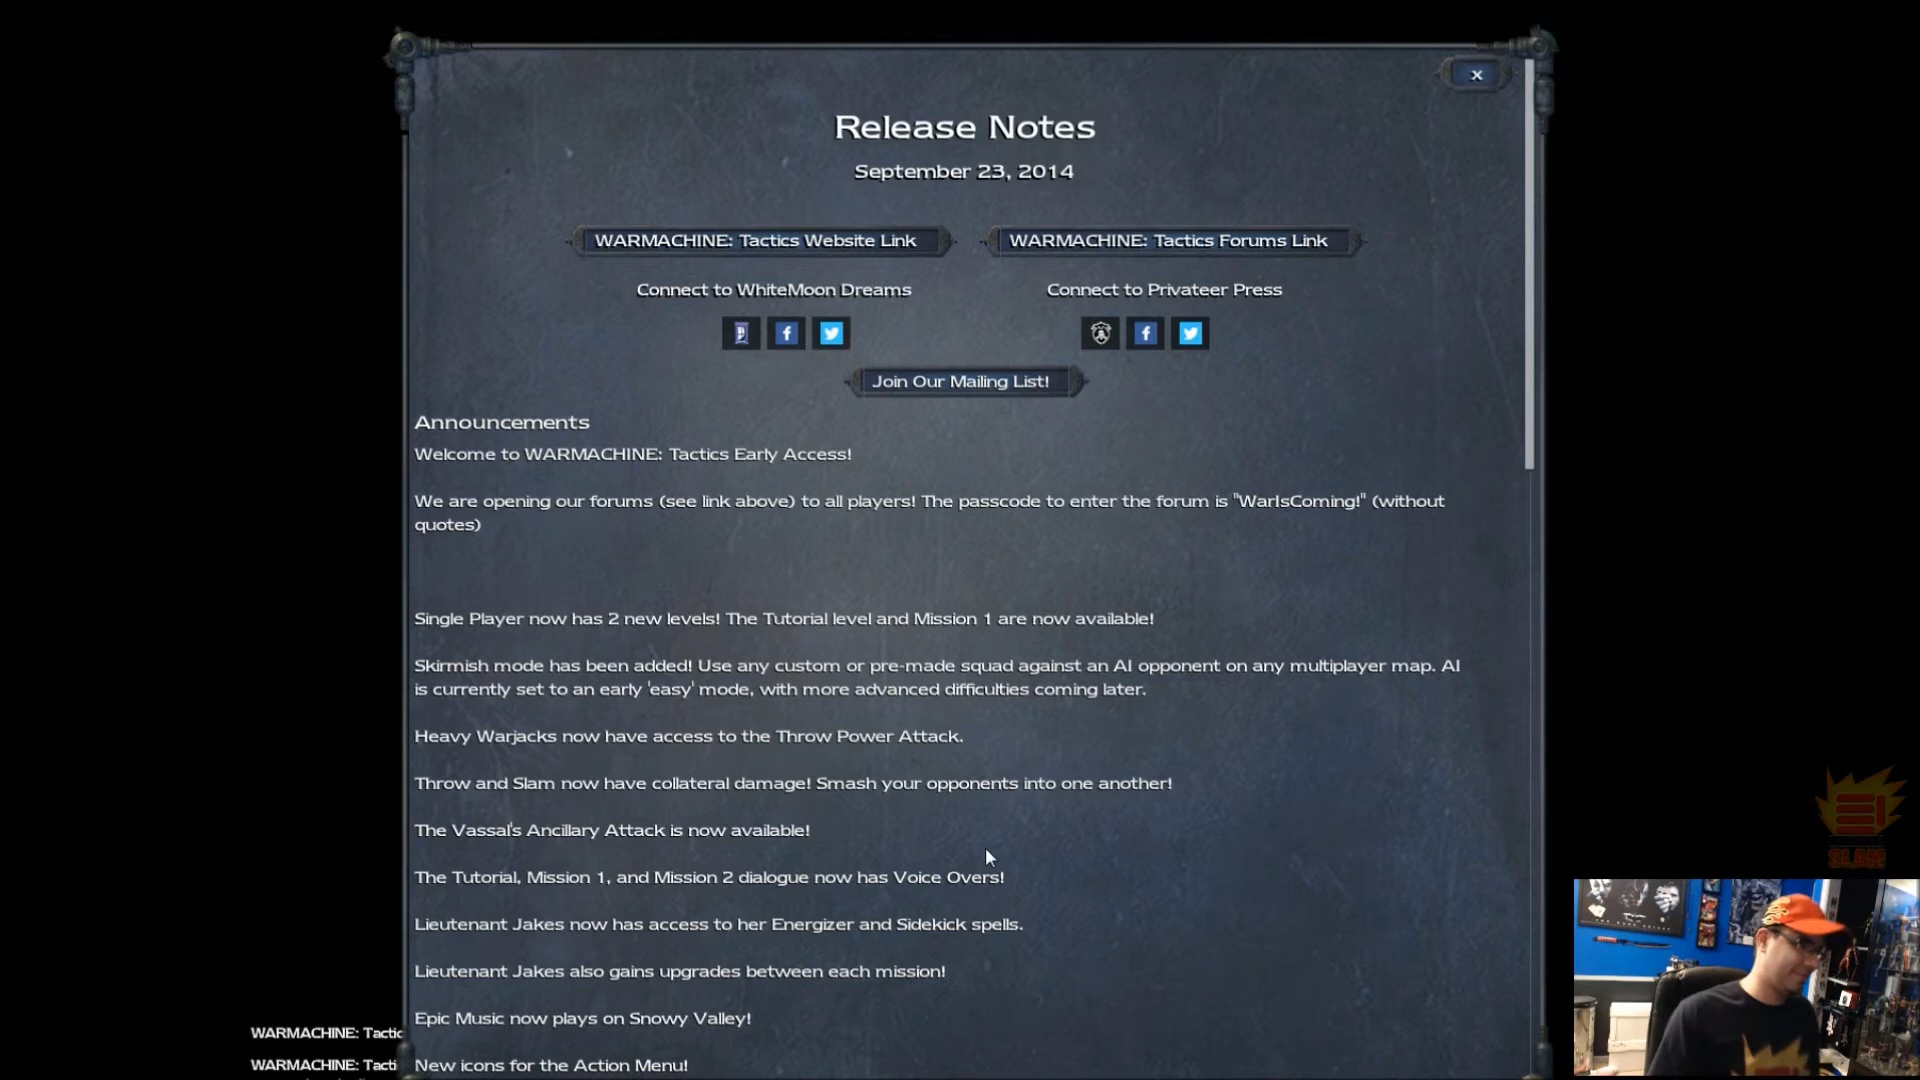 x
Release Notes
September 23, 2014
WARMACHINE: Tactics Website Link
WARMACHINE: Tactics Forums Link
Connect to WhiteMoon Dreams
Connect to Privateer Press
Join Our Mailing List!
Announcements
Welcome to WARMACHINE: Tactics Early Access!
We are opening our forums (see link above) to all players! The passcode to enter the forum is "WarIsComing!" (without
quotes)
Single Player now has 2 new levels! The Tutorial level and Mission 1 are now available!
Skirmish mode has been added! Use any custom or pre-made squad against an AI opponent on any multiplayer map. AI
is currently set to an early 'easy' mode, with more advanced difficulties coming later.
Heavy Warjacks now have access to the Throw Power Attack.
Throw and Slam now have collateral damage! Smash your opponents into one another!
The Vassal's Ancillary Attack is now available!
The Tutorial, Mission 1, and Mission 2 dialogue now has Voice Overs!
Lieutenant Jakes now has access to her Energizer and Sidekick spells.
Lieutenant Jakes also gains upgrades between each mission!
Epic Music now plays on Snowy Valley!
New icons for the Action Menu!
WARMACHINE: Tactic
WARMACHINE: Tacti
SLAM